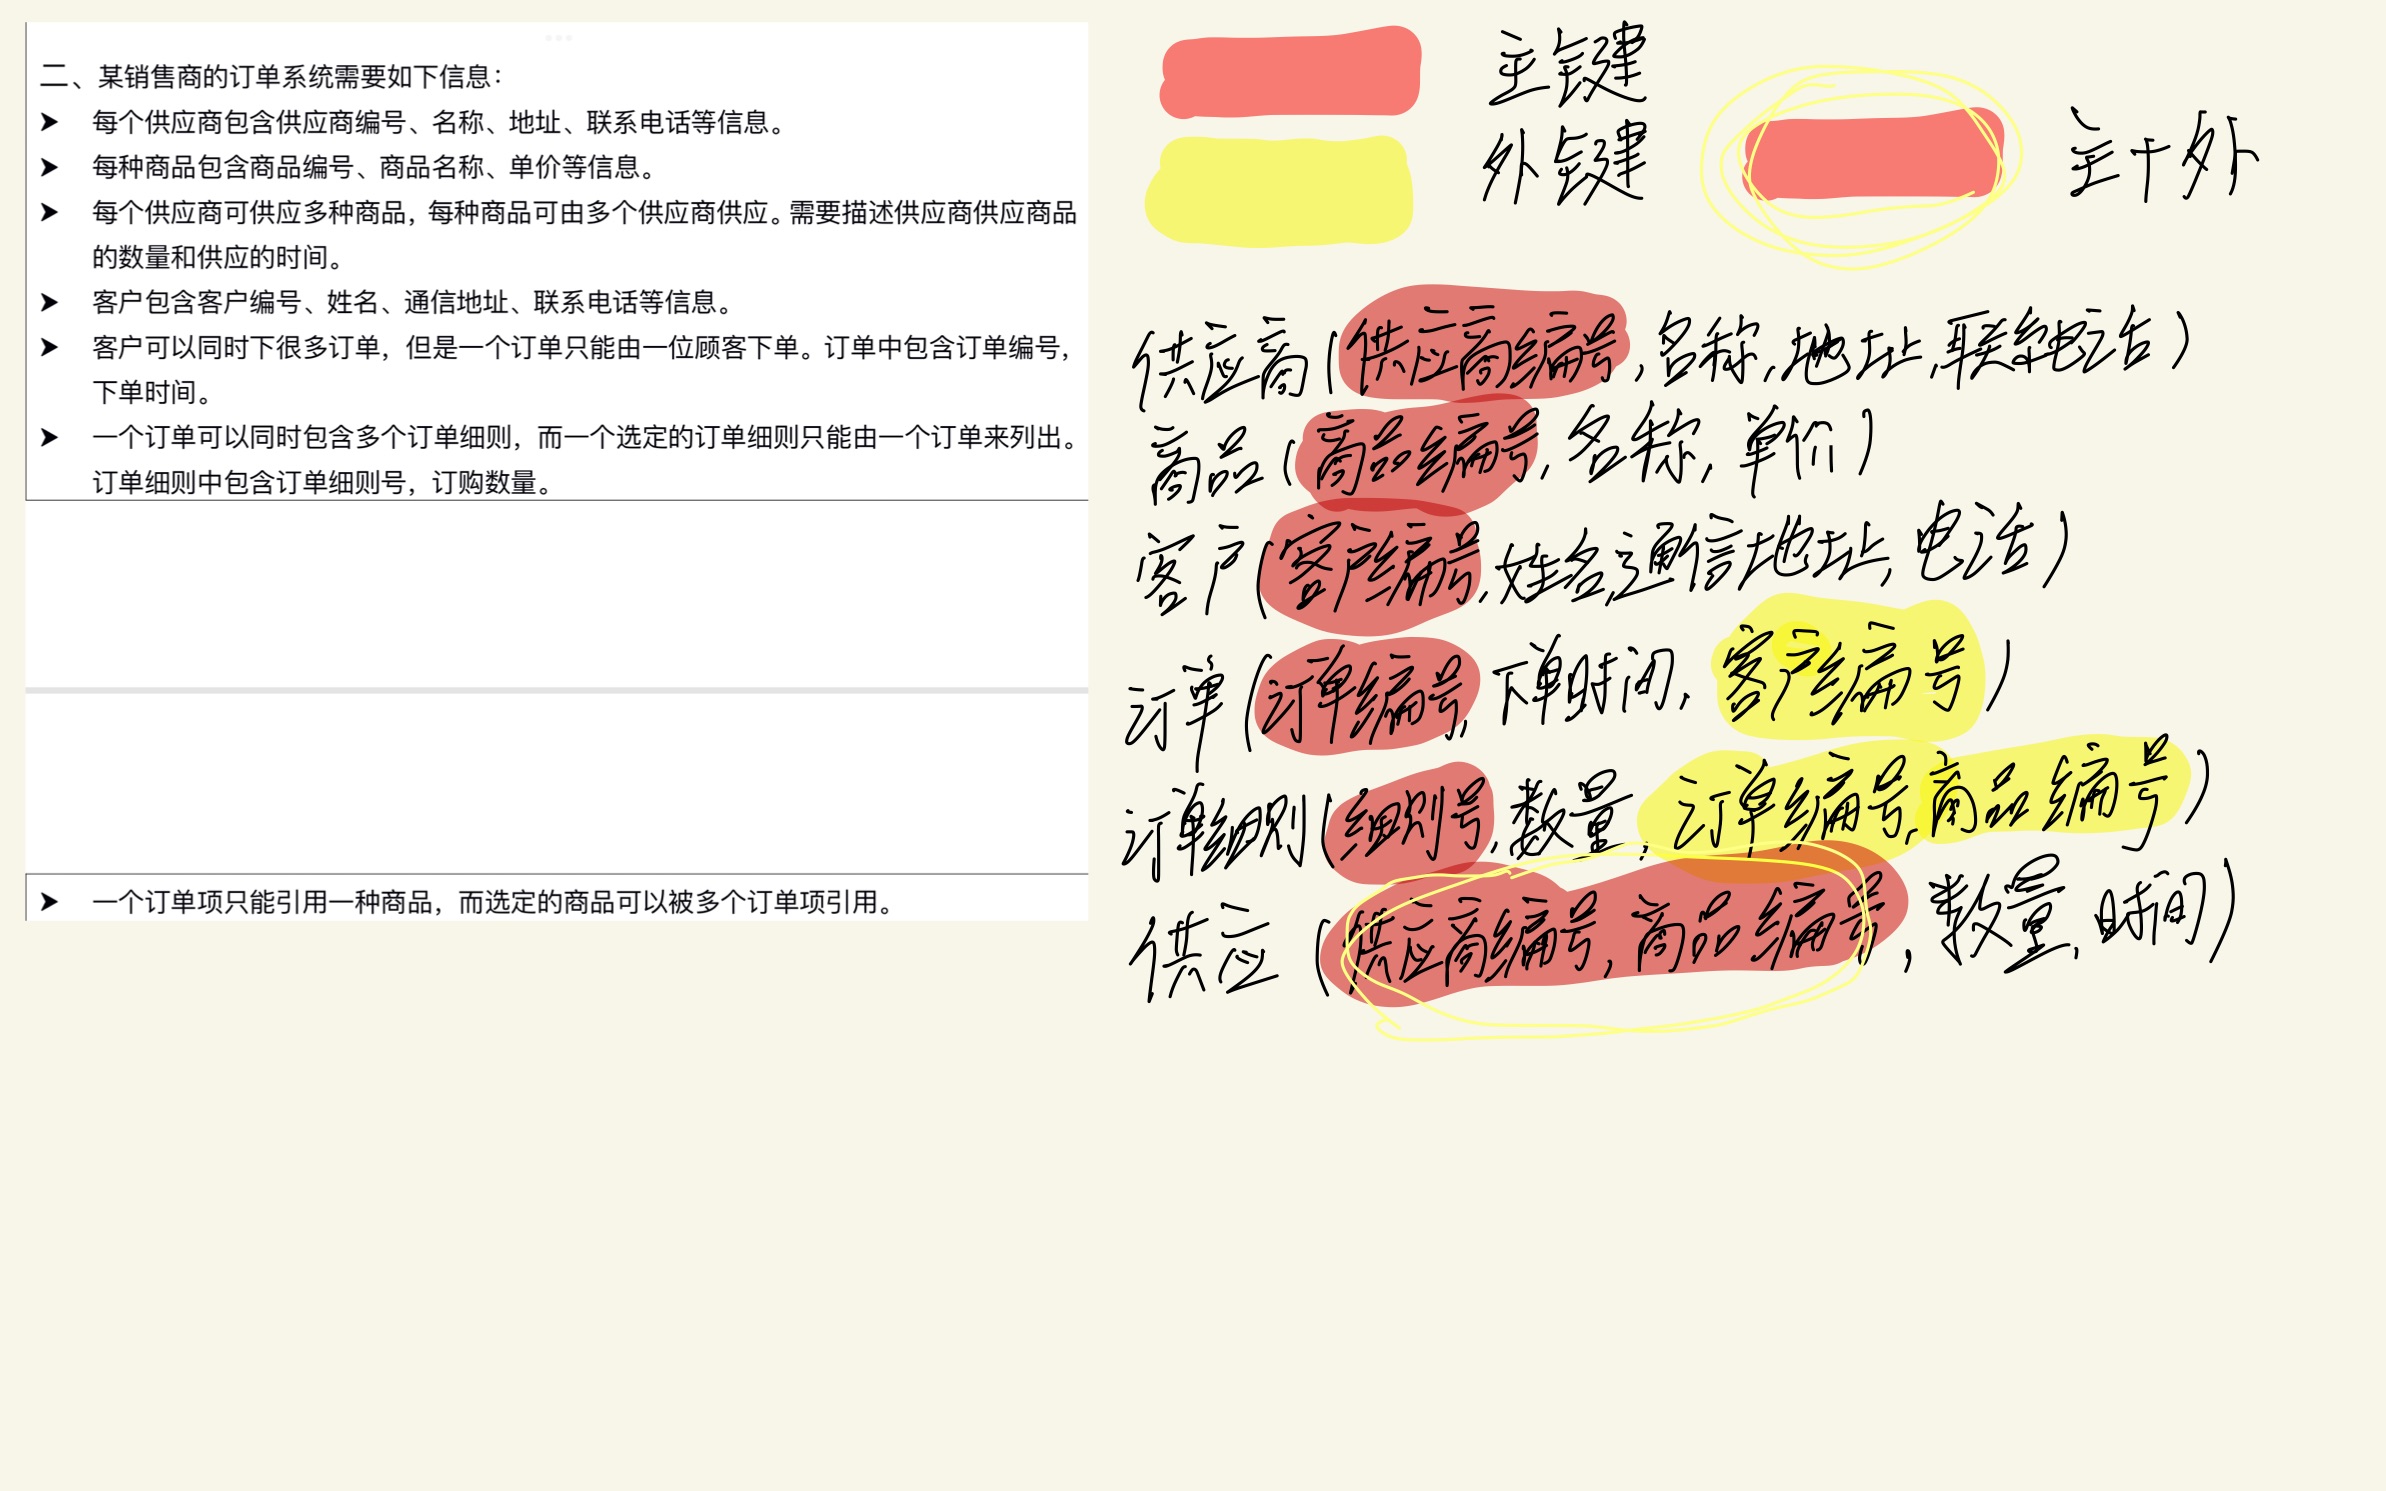 二、某销售商的订单系统需要如下信息：
➤ 每个供应商包含供应商编号、名称、地址、联系电话等信息。
➤ 每种商品包含商品编号、商品名称、单价等信息。
➤ 每个供应商可供应多种商品，每种商品可由多个供应商供应。需要描述供应商供应商品
的数量和供应的时间。
➤ 客户包含客户编号、姓名、通信地址、联系电话等信息。
➤ 客户可以同时下很多订单，但是一个订单只能由一位顾客下单。订单中包含订单编号，
下单时间。
➤ 一个订单可以同时包含多个订单细则，而一个选定的订单细则只能由一个订单来列出。
订单细则中包含订单细则号，订购数量。
➤ 一个订单项只能引用一种商品，而选定的商品可以被多个订单项引用。
主键
外键
主+外
供应商(供应商编号,名称,地址,联系电话)
商品(商品编号,名称,单价)
客户(客户编号,姓名,通信地址,电话)
订单(订单编号,下单时间,客户编号)
订单细则(细则号,数量,订单编号,商品编号)
供应(供应商编号,商品编号,数量,时间)